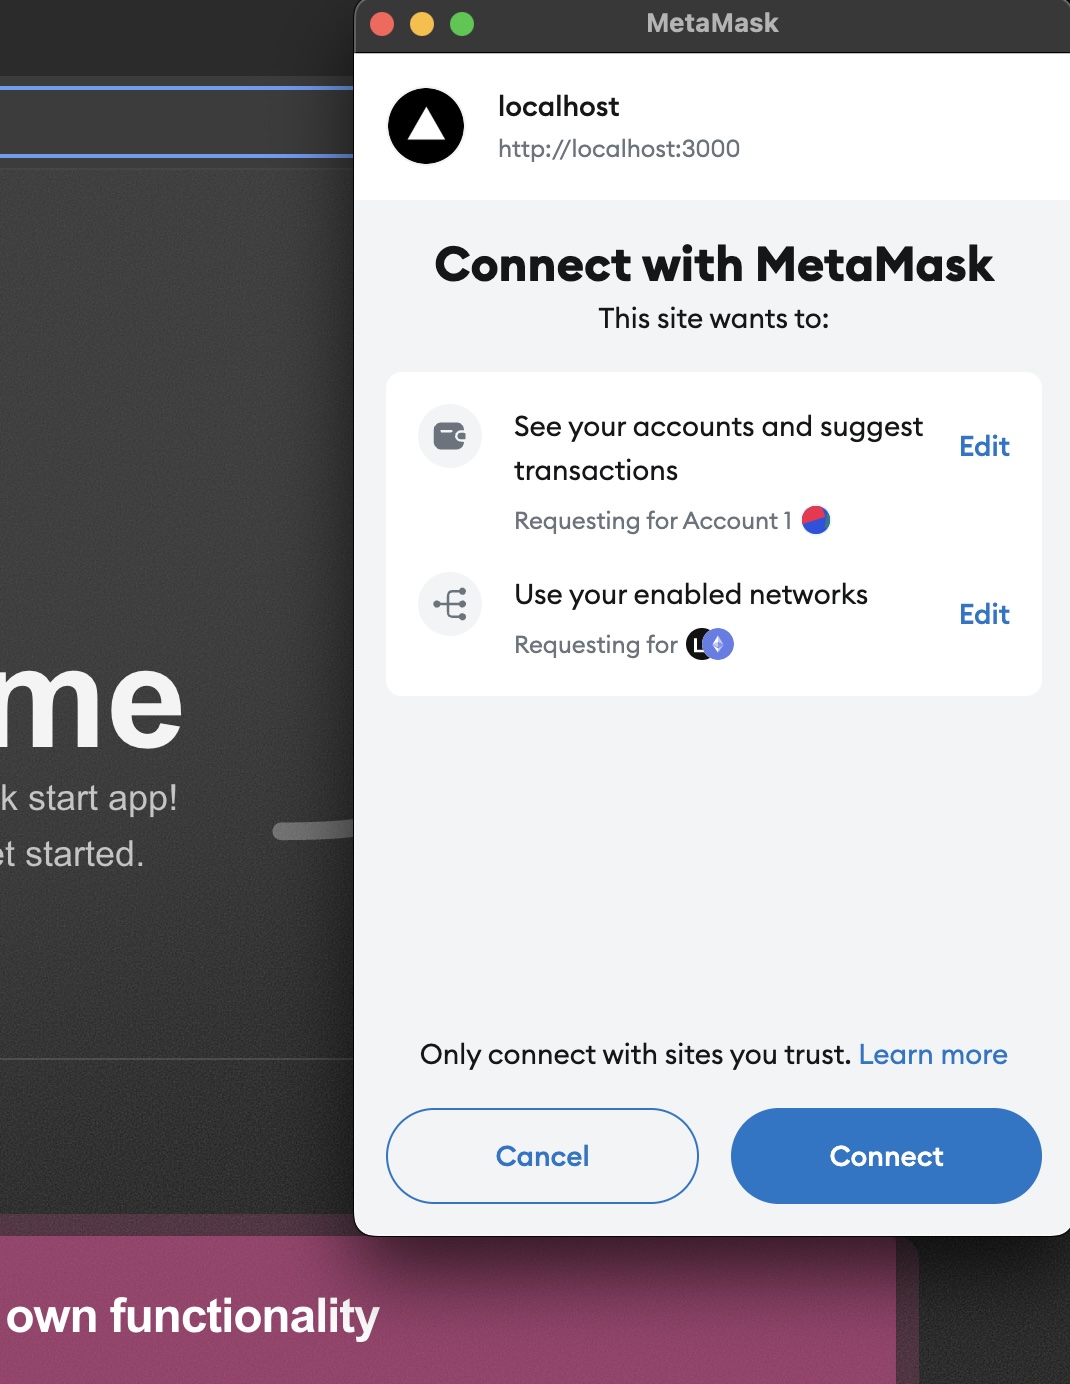 MetaMask
localhost
http://localhost:3000
Connect with MetaMask
This site wants to:
See your accounts and suggest
transactions
Edit
Requesting for Account 1
Use your enabled networks
Edit
Requesting for
L
me
k start app!
et started.
Only connect with sites you trust. Learn more
Cancel
Connect
own functionality